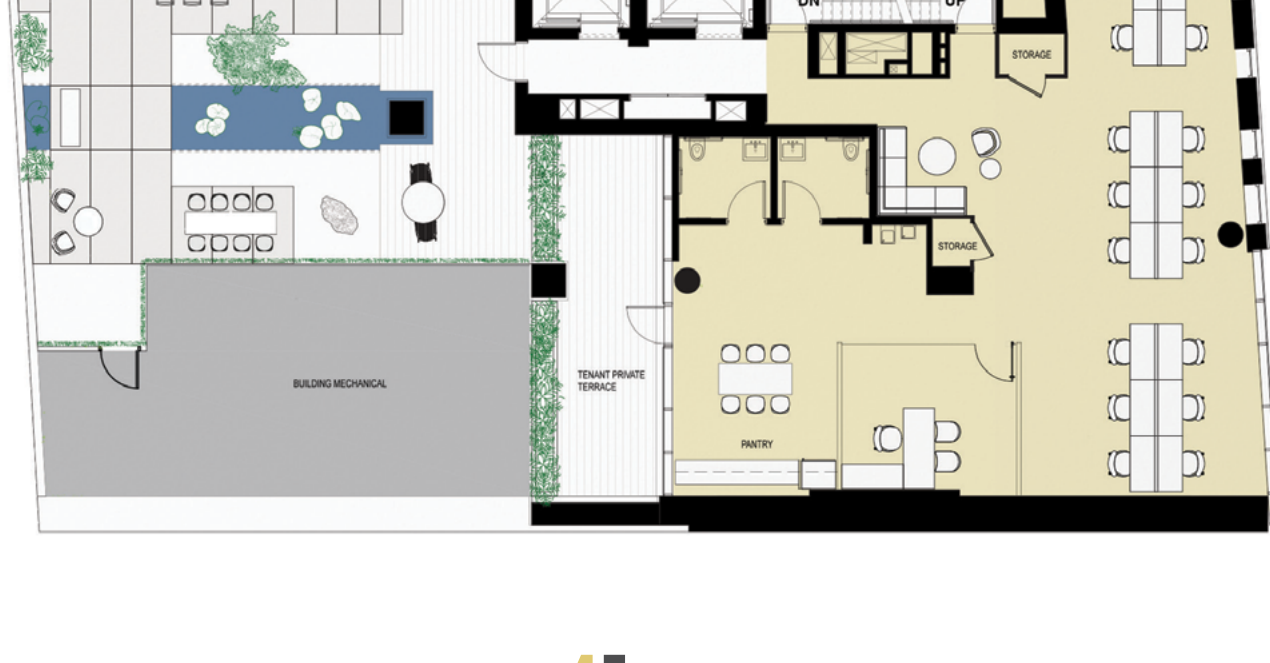 DN
UP
STORAGE
STORAGE
TENANT PRIVATE
TERRACE
BUILDING MECHANICAL
PANTRY